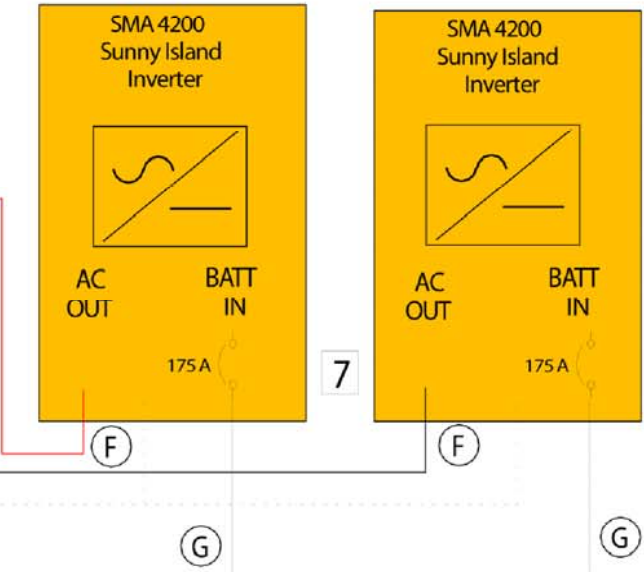 SMA 4200
Sunny Island
Inverter
AC
OUT
BATT
IN
175 A
F
G
7
SMA 4200
Sunny Island
Inverter
AC
OUT
BATT
IN
175 A
F
G